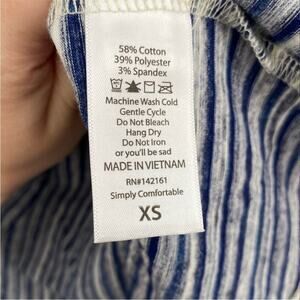 58% Cotton
39% Polyester
3% Spandex
Machine Wash Cold
Gentle Cycle
Do Not Bleach
Hang Dry
Do Not Iron
or you'll be sad
MADE IN VIETNAM
RN#142161
Simply Comfortable
XS